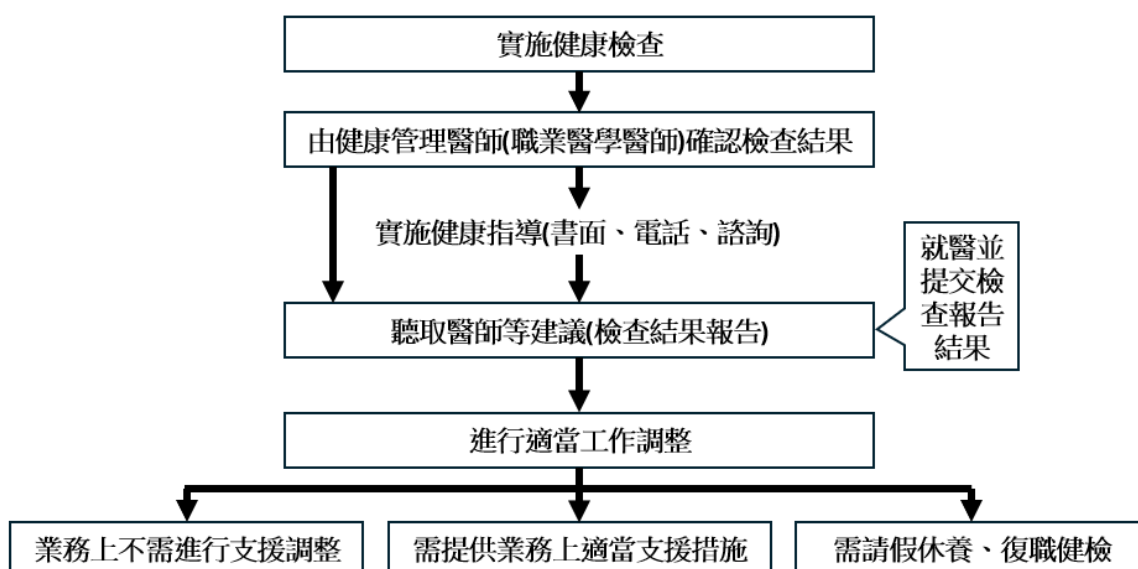 實施健康檢查
由健康管理醫師(職業醫學醫師)確認檢查結果
實施健康指導(書面、電話、諮詢)
就醫並
提交檢
查報告
結果
聽取醫師等建議(檢查結果報告)
進行適當工作調整
業務上不需進行支援調整
需提供業務上適當支援措施
需請假休養、復職健檢